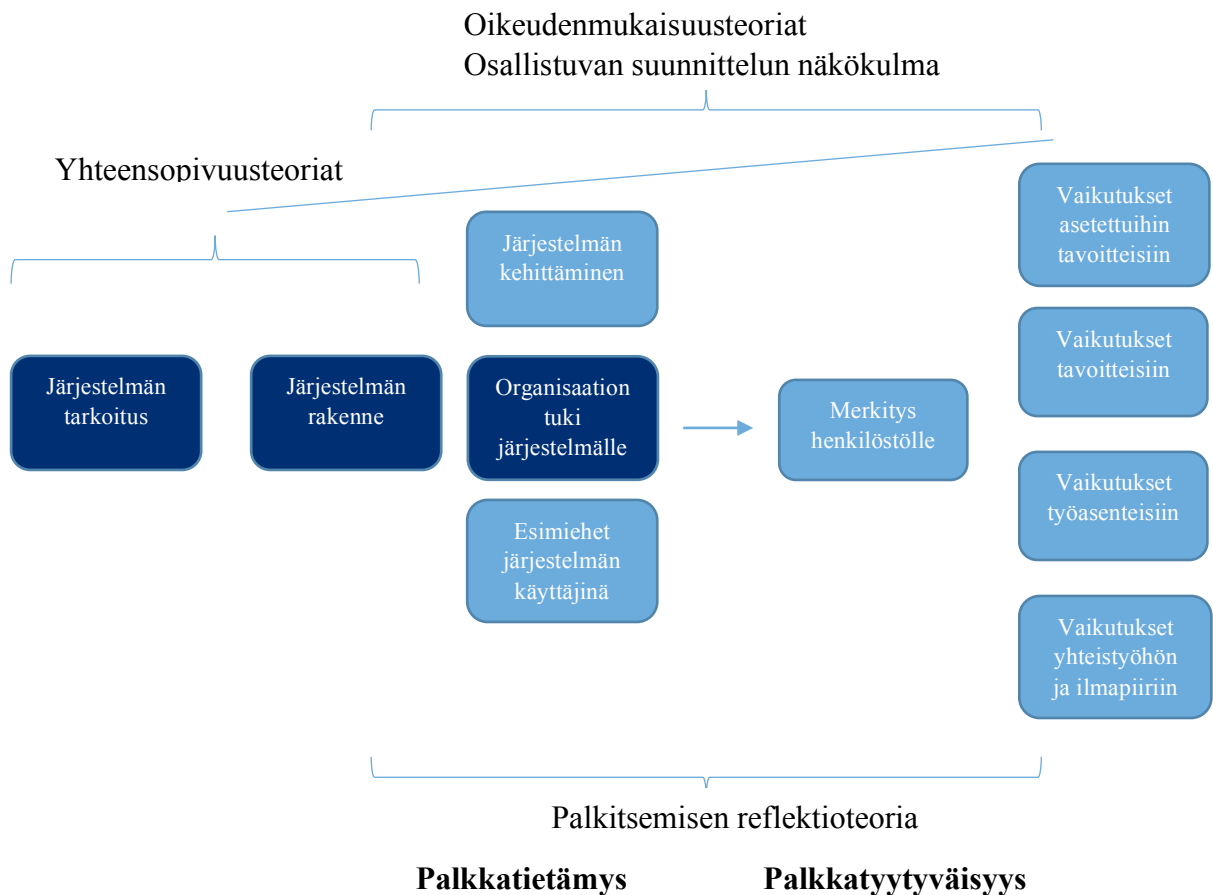 Oikeudenmukaisuusteoriat
Osallistuvan suunnittelun näkökulma
Yhteensopivuusteoriat
Järjestelmän
tarkoitus
Järjestelmän
rakenne
Järjestelmän
kehittäminen
Organisaation
tuki
järjestelmälle
Esimiehet
järjestelmän
käyttäjinä
Merkitys
henkilöstölle
Vaikutukset
asetettuihin
tavoitteisiin
Vaikutukset
tavoitteisiin
Vaikutukset
työasenteisiin
Vaikutukset
yhteistyöhön
ja ilmapiiriin
Palkitsemisen reflektioteoria
Palkkatietämys
Palkkatyytyväisyys